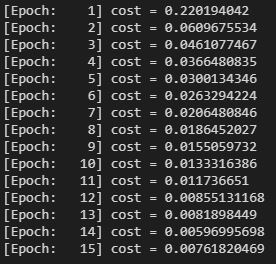 [Epoch:    1] cost = 0.220194042
[Epoch:    2] cost = 0.0609675534
[Epoch:    3] cost = 0.0461077467
[Epoch:    4] cost = 0.0366480835
[Epoch:    5] cost = 0.0300134346
[Epoch:    6] cost = 0.0263294224
[Epoch:    7] cost = 0.0206480846
[Epoch:    8] cost = 0.0186452027
[Epoch:    9] cost = 0.0155059732
[Epoch:   10] cost = 0.0133316386
[Epoch:   11] cost = 0.011736651
[Epoch:   12] cost = 0.00855131168
[Epoch:   13] cost = 0.0081898449
[Epoch:   14] cost = 0.00596995698
[Epoch:   15] cost = 0.00761820469